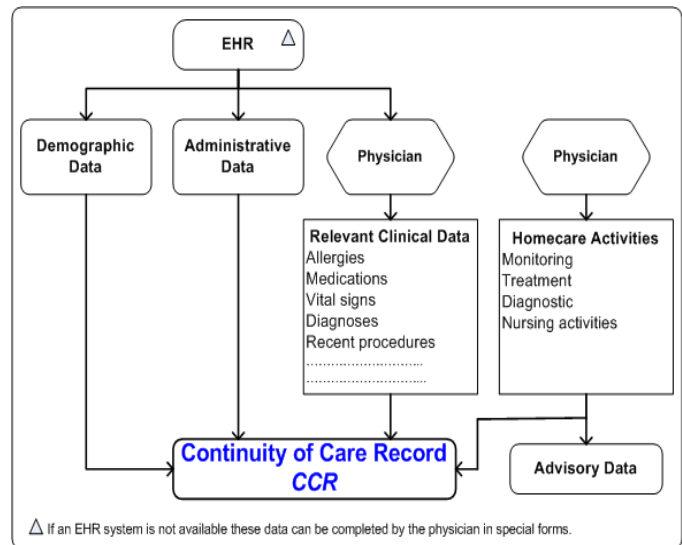 EHR
Demographic
Data
Administrative
Data
Physician
Physician
Relevant Clinical Data
Allergies
Medications
Vital signs
Diagnoses
Recent procedures
................................
................................
Homecare Activities
Monitoring
Treatment
Diagnostic
Nursing activities
Continuity of Care Record
CCR
Advisory Data
△ If an EHR system is not available these data can be completed by the physician in special forms.